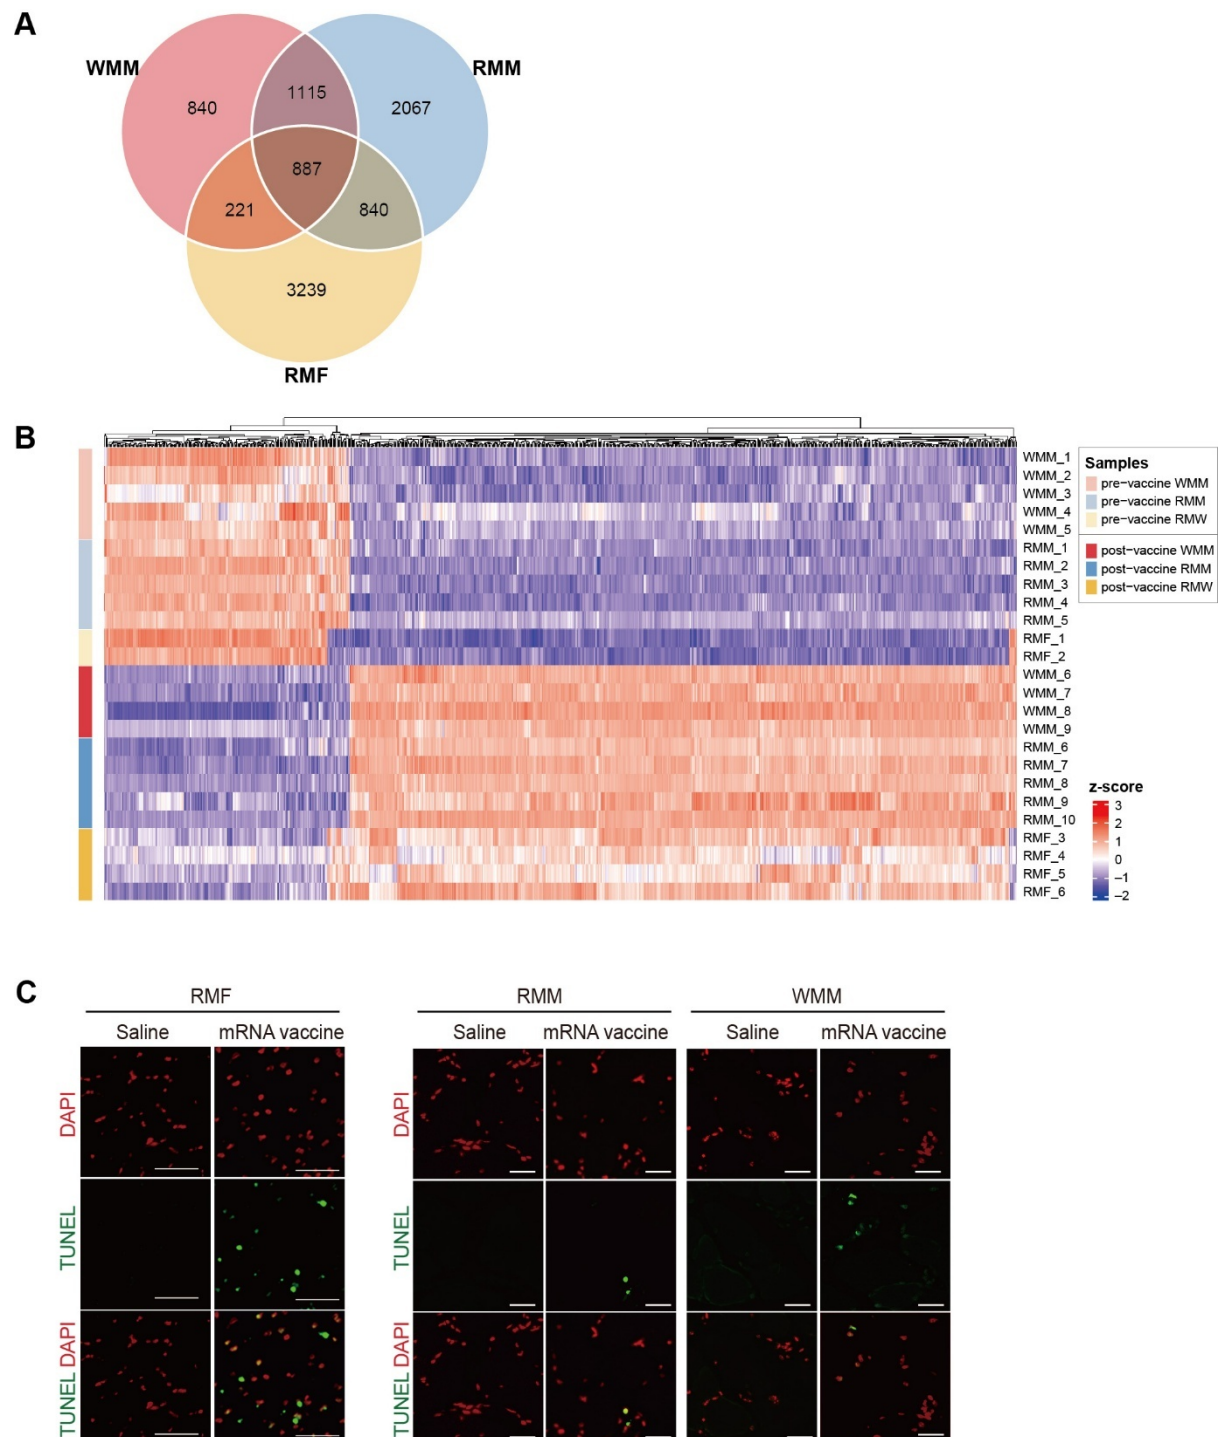 A
WMM
RMM
840
1115
2067
887
221
840
3239
RMF
B
WMM_1
WMM_2
WMM_3
WMM_4
WMM_5
RMM_1
RMM_2
RMM_3
RMM_4
RMM_5
RMF_1
RMF_2
WMM_6
WMM_7
WMM_8
WMM_9
RMM_6
RMM_7
RMM_8
RMM_9
RMM_10
RMF_3
RMF_4
RMF_5
RMF_6
Samples
pre-vaccine WMM
pre-vaccine RMM
pre-vaccine RMW
post-vaccine WMM
post-vaccine RMM
post-vaccine RMW
z-score
3
2
1
0
-1
-2
C
RMF
RMM
WMM
Saline
mRNA vaccine
Saline
mRNA vaccine
Saline
mRNA vaccine
DAPI
TUNEL
TUNEL DAPI